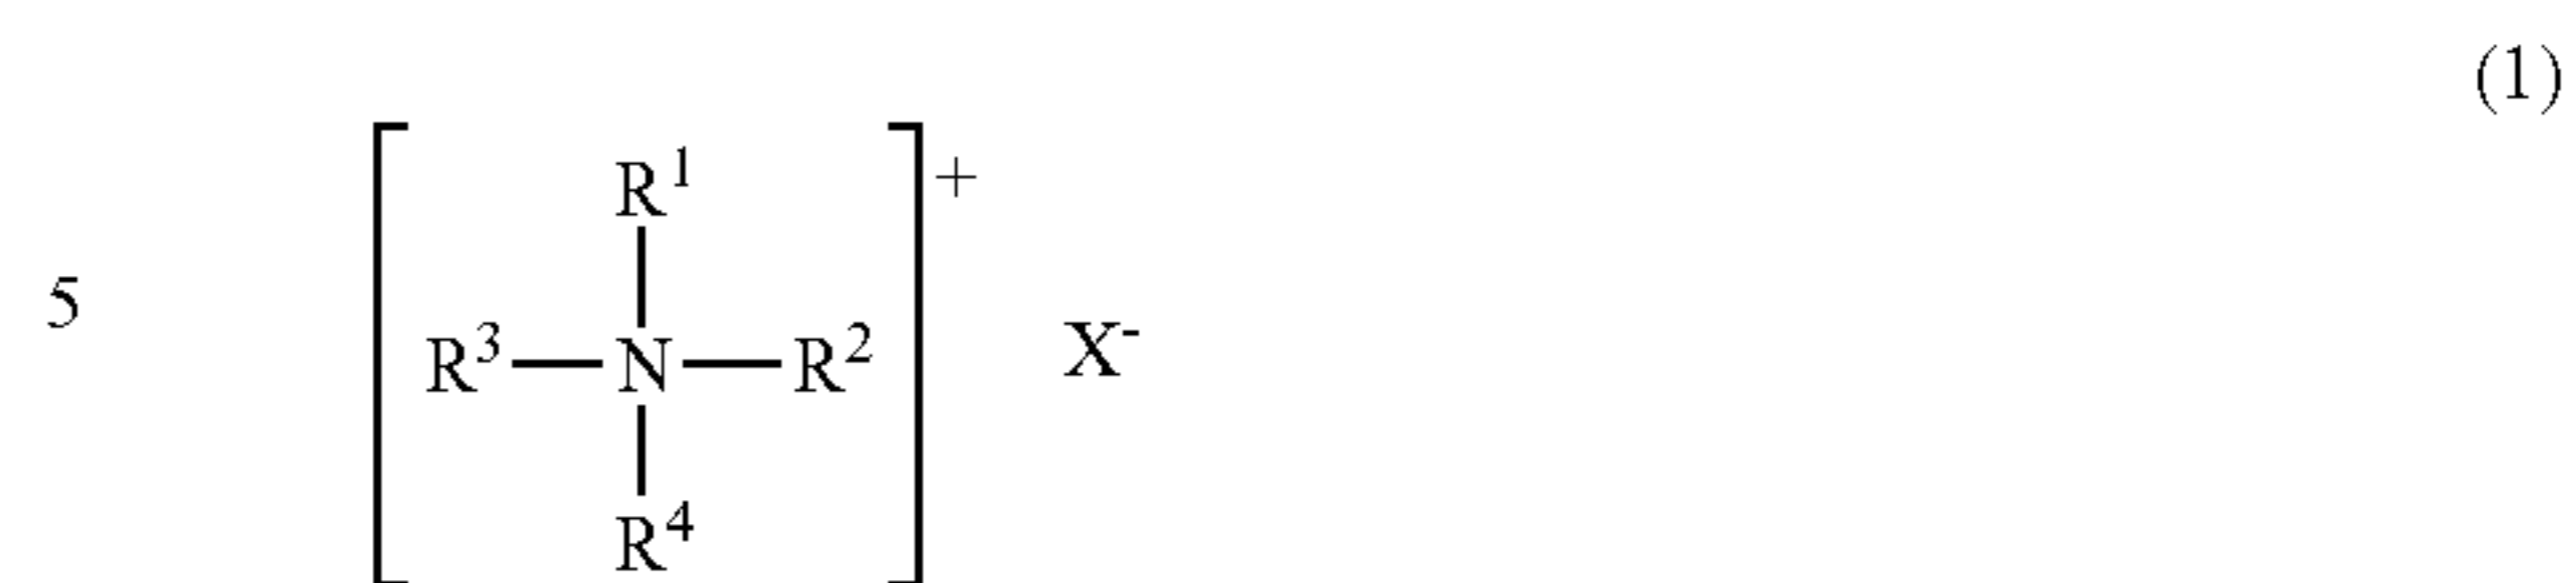 (1)
R¹
+
5
R³—N—R² X⁻
R⁴